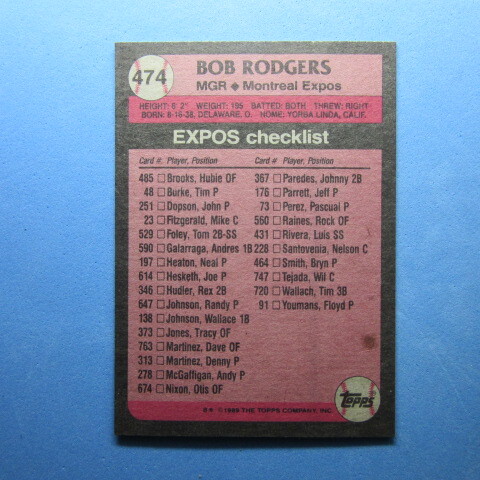 474
BOB RODGERS
MGR ◆ Montreal Expos
HEIGHT: 6' 2" WEIGHT: 195 BATTED: BOTH THREW: RIGHT
BORN: 8-16-38, DELAWARE, O. HOME: YORBA LINDA, CALIF.
EXPOS checklist
Card # Player, Position
485 □ Brooks, Hubie OF
48 □ Burke, Tim P
251 □ Dopson, John P
23 □ Fitzgerald, Mike C
529 □ Foley, Tom 2B-SS
590 □ Galarraga, Andres 1B
197 □ Heaton, Neal P
614 □ Hesketh, Joe P
346 □ Hudler, Rex 2B
647 □ Johnson, Randy P
138 □ Johnson, Wallace 1B
373 □ Jones, Tracy OF
763 □ Martinez, Dave OF
313 □ Martinez, Denny P
278 □ McGaffigan, Andy P
674 □ Nixon, Otis OF
Card # Player, Position
367 □ Paredes, Johnny 2B
176 □ Parrett, Jeff P
73 □ Perez, Pascual P
560 □ Raines, Rock OF
431 □ Rivera, Luis SS
228 □ Santovenia, Nelson C
464 □ Smith, Bryn P
747 □ Tejada, Wil C
720 □ Wallach, Tim 3B
91 □ Youmans, Floyd P
Topps
© 1989 THE TOPPS COMPANY, INC.